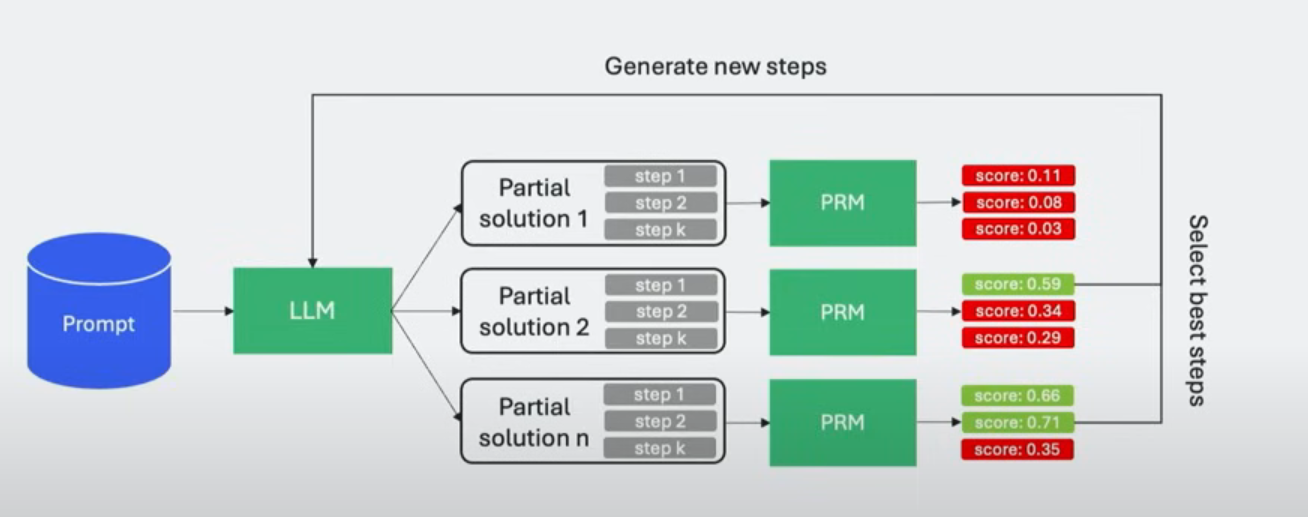 Generate new steps
Prompt
LLM
Partial
solution 1
step 1
step 2
step k
PRM
score: 0.11
score: 0.08
score: 0.03
Partial
solution 2
step 1
step 2
step k
PRM
score: 0.59
score: 0.34
score: 0.29
Partial
solution n
step 1
step 2
step k
PRM
score: 0.66
score: 0.71
score: 0.35
Select best steps